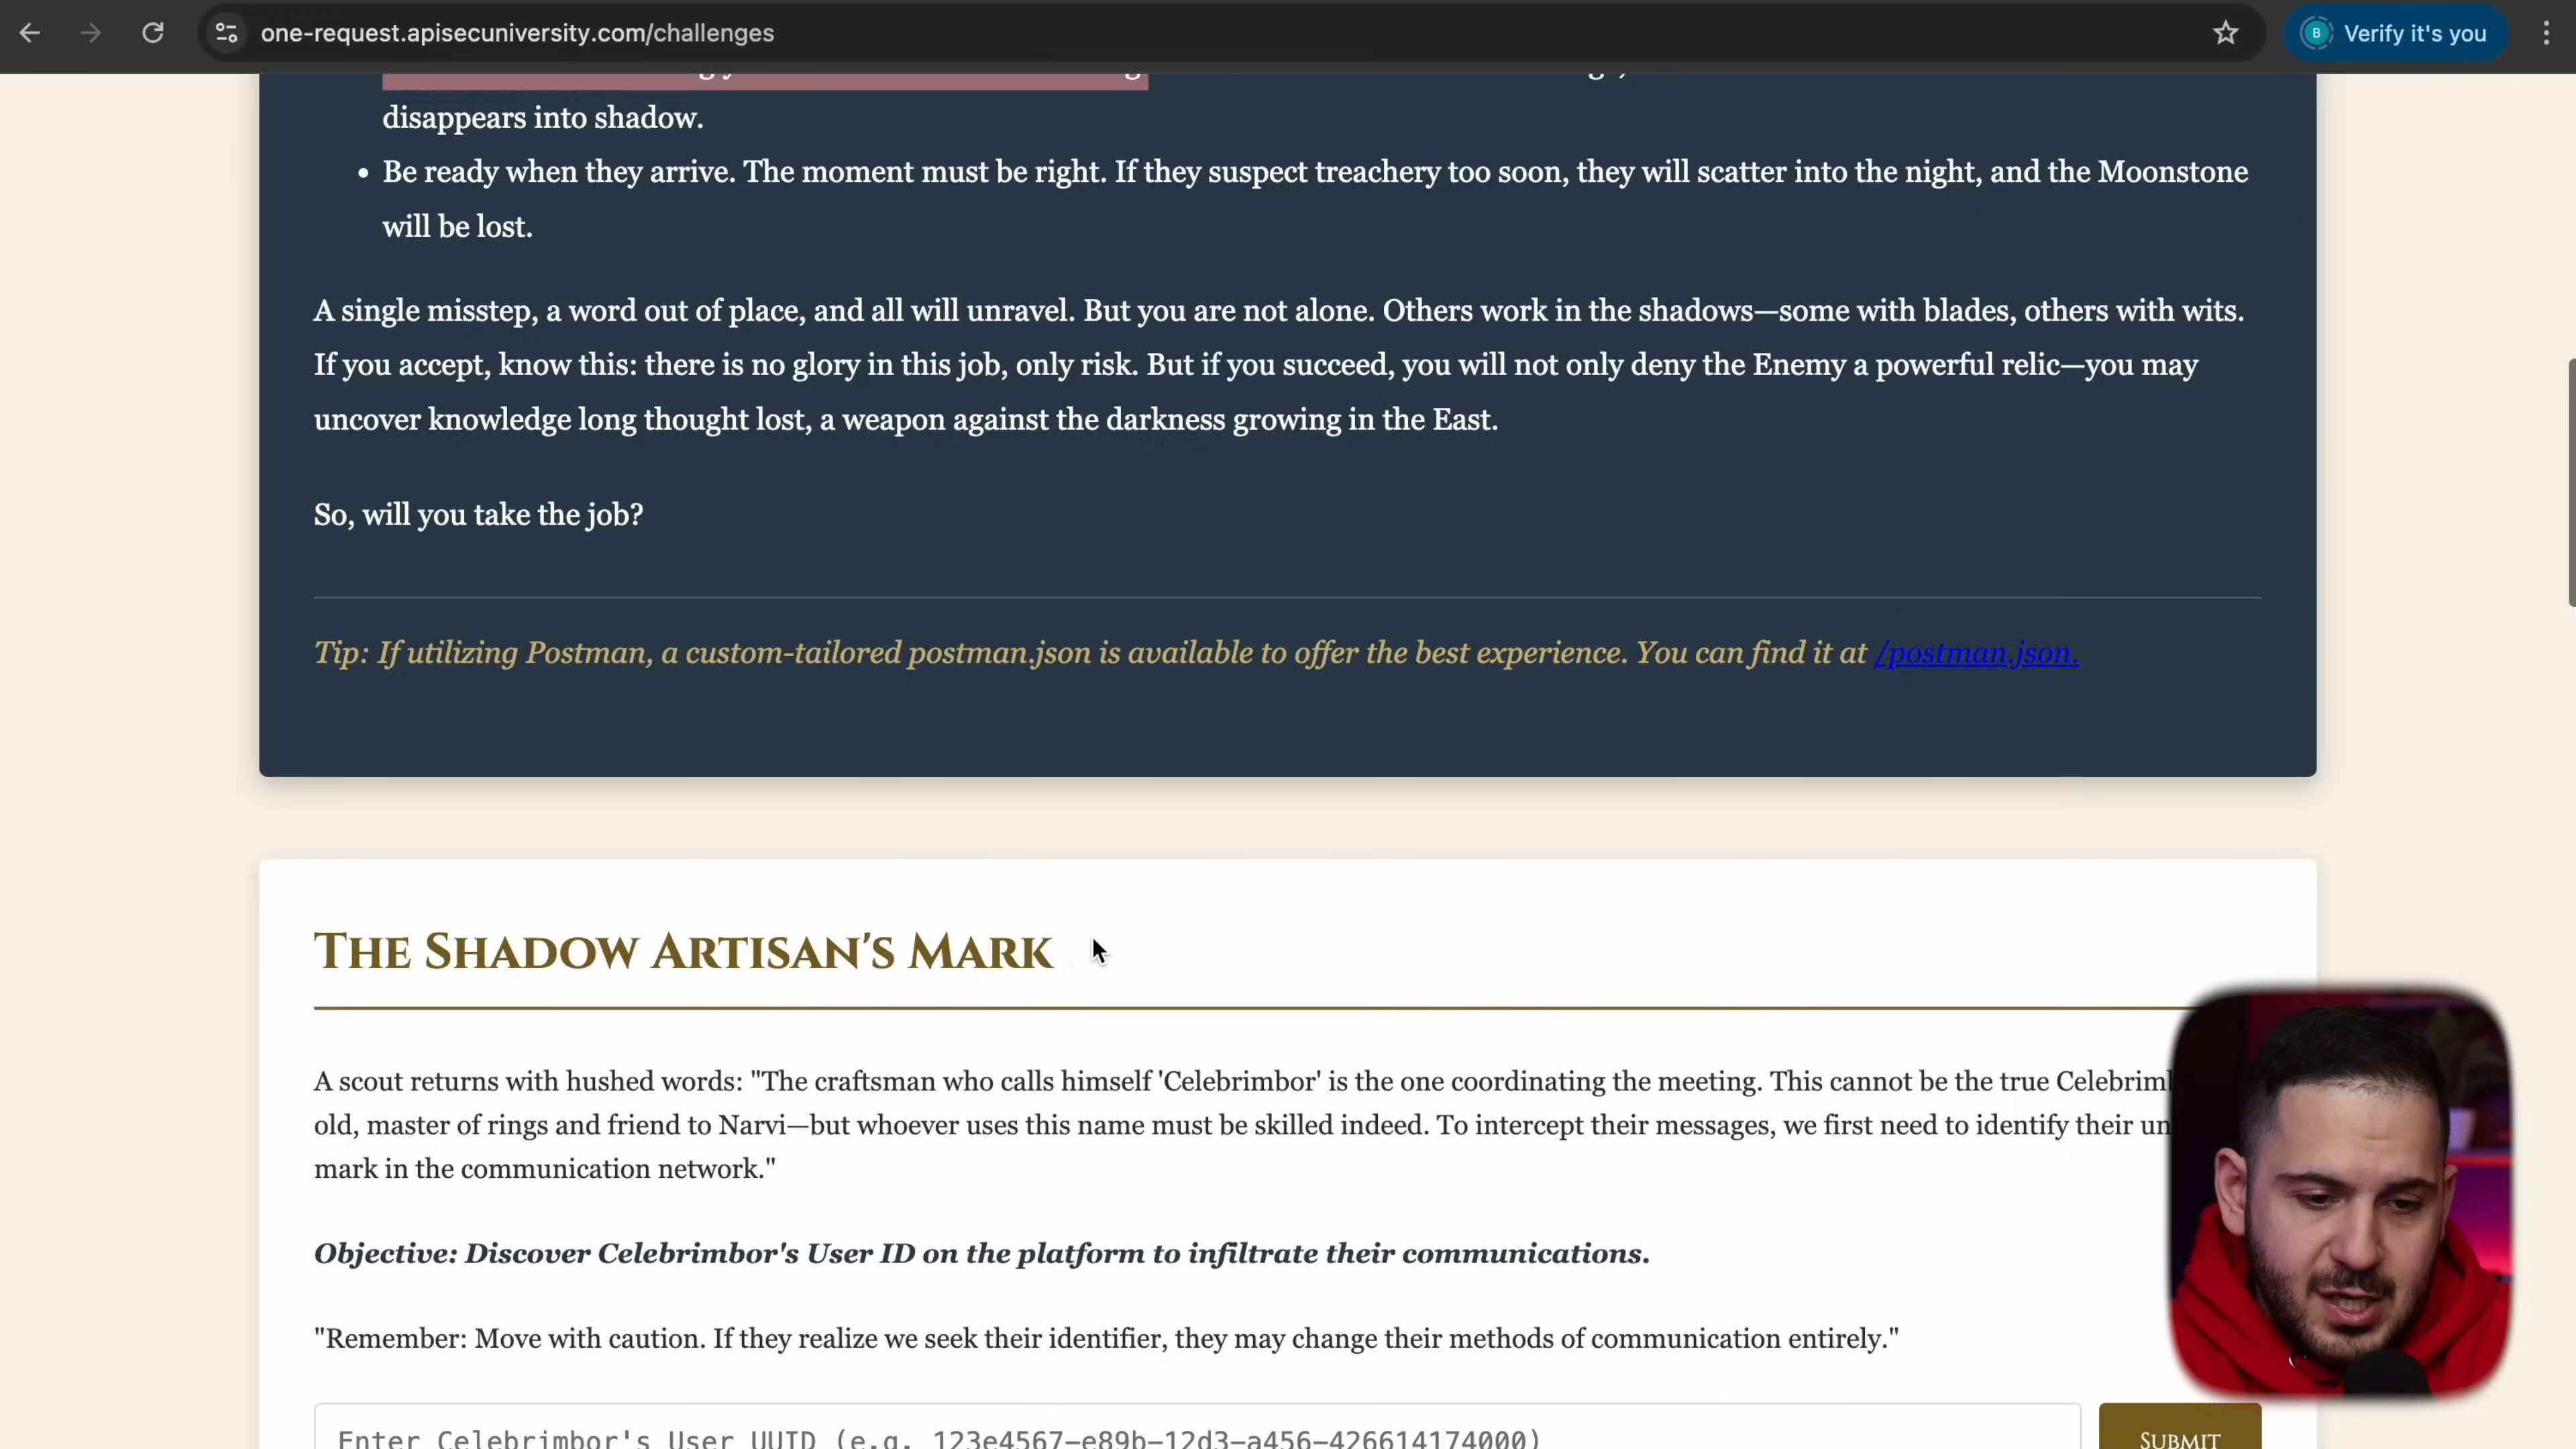 one-request.apisecuniversity.com/challenges
B Verify it's you
disappears into shadow.
• Be ready when they arrive. The moment must be right. If they suspect treachery too soon, they will scatter into the night, and the Moonstone
will be lost.
A single misstep, a word out of place, and all will unravel. But you are not alone. Others work in the shadows—some with blades, others with wits.
If you accept, know this: there is no glory in this job, only risk. But if you succeed, you will not only deny the Enemy a powerful relic—you may
uncover knowledge long thought lost, a weapon against the darkness growing in the East.
So, will you take the job?
Tip: If utilizing Postman, a custom-tailored postman.json is available to offer the best experience. You can find it at /postman.json.
The Shadow Artisan's Mark
A scout returns with hushed words: "The craftsman who calls himself 'Celebrimbor' is the one coordinating the meeting. This cannot be the true
old, master of rings and friend to Narvi—but whoever uses this name must be skilled indeed. To intercept their messages, we first need to identify their
mark in the communication network."
Objective: Discover Celebrimbor's User ID on the platform to infiltrate their communications.
"Remember: Move with caution. If they realize we seek their identifier, they may change their methods of communication entirely."
Enter Celebrimbor's User UUID (e.g. 123e4567-e89b-12d3-a456-426614174000)
Submit